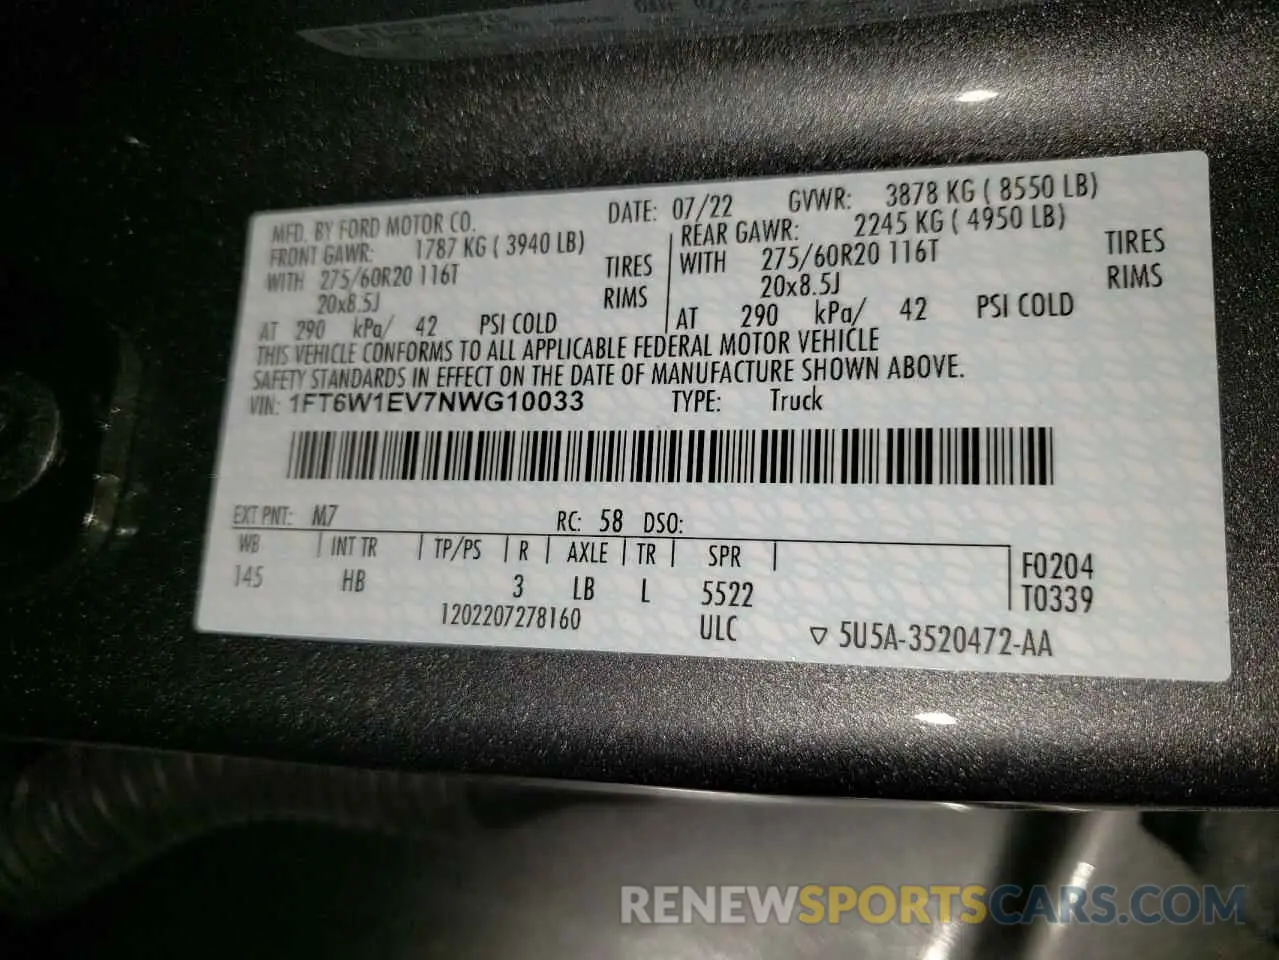 DATE: 07/22
MFD. BY FORD MOTOR CO. DATE: 07/22 GVWR: 3878 KG ( 8550 LB)
FRONT GAWR: 1787 KG ( 3940 LB) REAR GAWR: 2245 KG ( 4950 LB)
WITH 275/60R20 116T TIRES WITH 275/60R20 116T TIRES
20x8.5J RIMS 20x8.5J RIMS
AT 290 kPa/ 42 PSI COLD AT 290 kPa/ 42 PSI COLD
THIS VEHICLE CONFORMS TO ALL APPLICABLE FEDERAL MOTOR VEHICLE
SAFETY STANDARDS IN EFFECT ON THE DATE OF MANUFACTURE SHOWN ABOVE.
VIN: 1FT6W1EV7NWG10033 TYPE: Truck
EXT PNT: M7 RC: 58 DSO:
WB INT TR TP/PS R AXLE TR SPR F0204
145 HB 3 LB L 5522 T0339
1202207278160 ULC ▽ 5U5A-3520472-AA
RENEWSPORTSCARS.COM